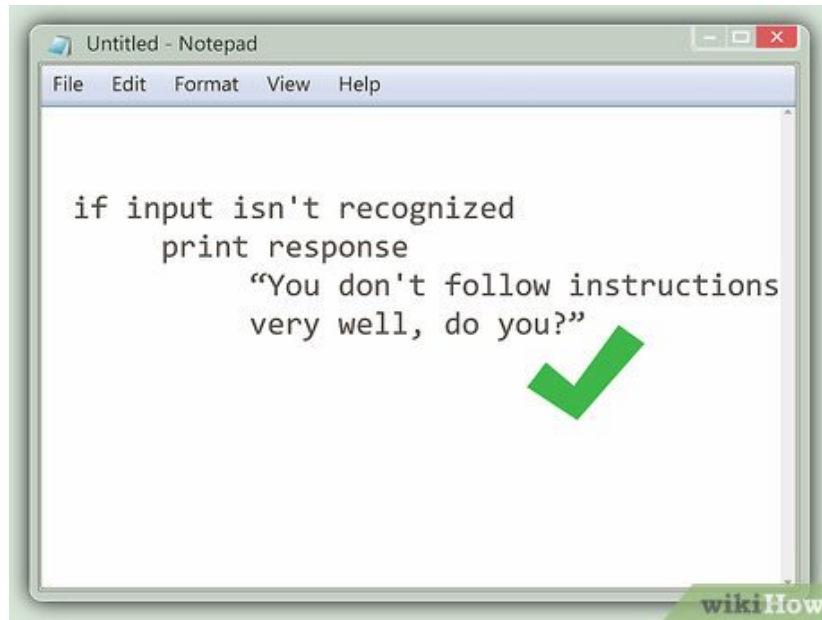 Untitled - Notepad
File Edit Format View Help
if input isn't recognized
print response
“You don't follow instructions
very well, do you?”
wikiHow